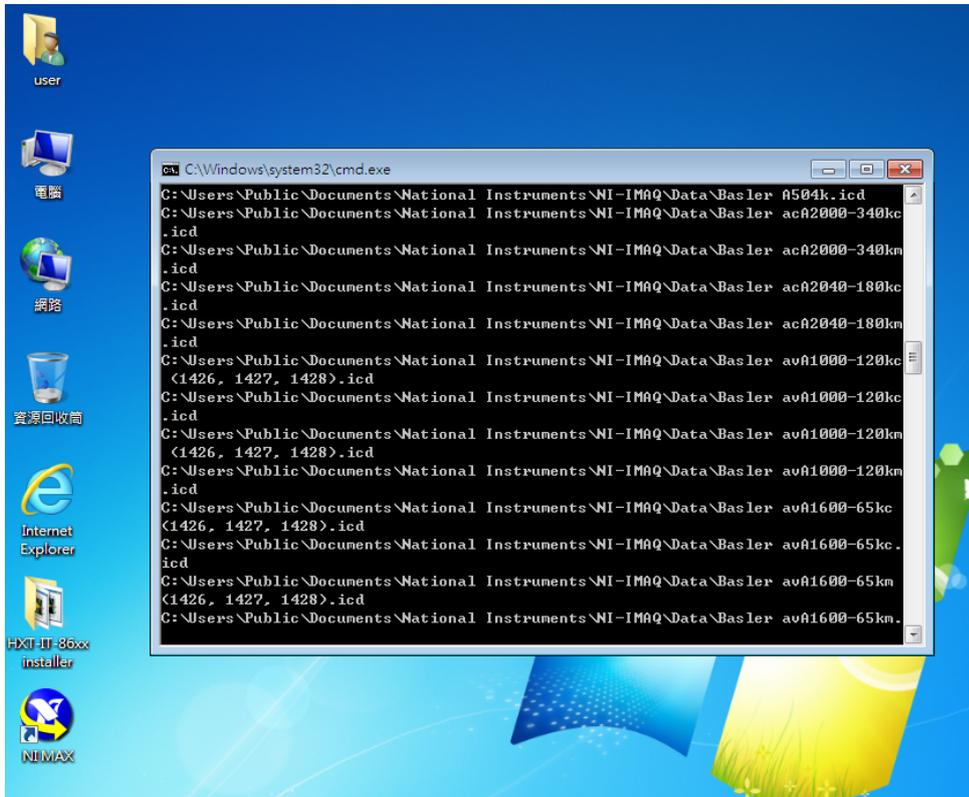 user
電腦
網路
資源回收筒
Internet
Explorer
HXT-IT-86xx
installer
NI MAX
C:\Windows\system32\cmd.exe
C:\Users\Public\Documents\National Instruments\NI-IMAQ\Data\Basler A504k.icd
C:\Users\Public\Documents\National Instruments\NI-IMAQ\Data\Basler acA2000-340kc
.icd
C:\Users\Public\Documents\National Instruments\NI-IMAQ\Data\Basler acA2000-340km
.icd
C:\Users\Public\Documents\National Instruments\NI-IMAQ\Data\Basler acA2040-180kc
.icd
C:\Users\Public\Documents\National Instruments\NI-IMAQ\Data\Basler acA2040-180km
.icd
C:\Users\Public\Documents\National Instruments\NI-IMAQ\Data\Basler avA1000-120kc
(1426, 1427, 1428).icd
C:\Users\Public\Documents\National Instruments\NI-IMAQ\Data\Basler avA1000-120kc
.icd
C:\Users\Public\Documents\National Instruments\NI-IMAQ\Data\Basler avA1000-120km
(1426, 1427, 1428).icd
C:\Users\Public\Documents\National Instruments\NI-IMAQ\Data\Basler avA1000-120km
.icd
C:\Users\Public\Documents\National Instruments\NI-IMAQ\Data\Basler avA1600-65kc
(1426, 1427, 1428).icd
C:\Users\Public\Documents\National Instruments\NI-IMAQ\Data\Basler avA1600-65kc.
icd
C:\Users\Public\Documents\National Instruments\NI-IMAQ\Data\Basler avA1600-65km
(1426, 1427, 1428).icd
C:\Users\Public\Documents\National Instruments\NI-IMAQ\Data\Basler avA1600-65km.